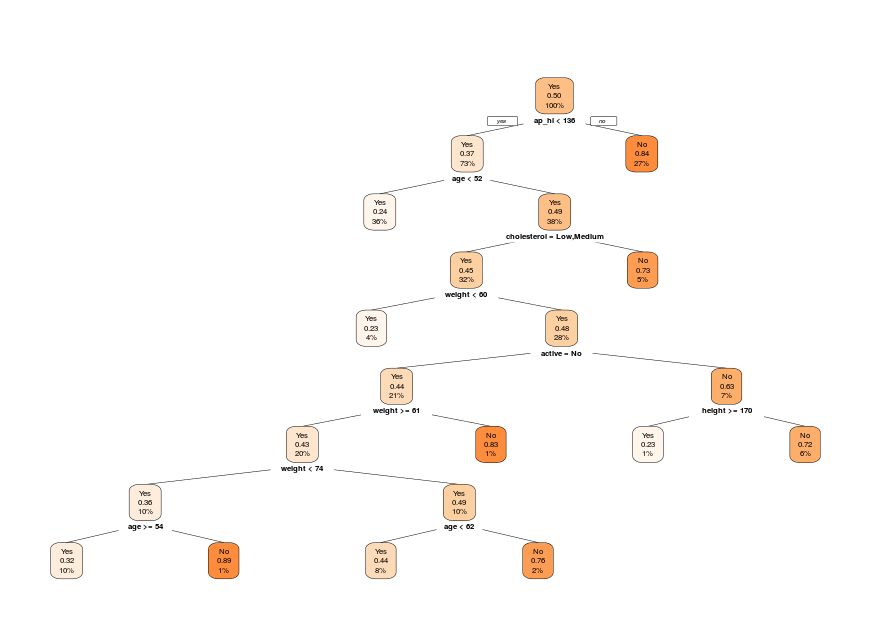 Yes
0.50
100%
yes
ap_hi < 136
no
Yes
0.37
73%
No
0.84
27%
age < 52
Yes
0.24
36%
Yes
0.49
38%
cholesterol = Low,Medium
Yes
0.45
32%
No
0.73
5%
weight < 60
Yes
0.23
4%
Yes
0.48
28%
active = No
Yes
0.44
21%
No
0.63
7%
weight >= 61
height >= 170
Yes
0.43
20%
No
0.83
1%
Yes
0.23
1%
No
0.72
6%
weight < 74
Yes
0.36
10%
Yes
0.49
10%
age >= 54
age < 62
Yes
0.32
10%
No
0.89
1%
Yes
0.44
8%
No
0.76
2%